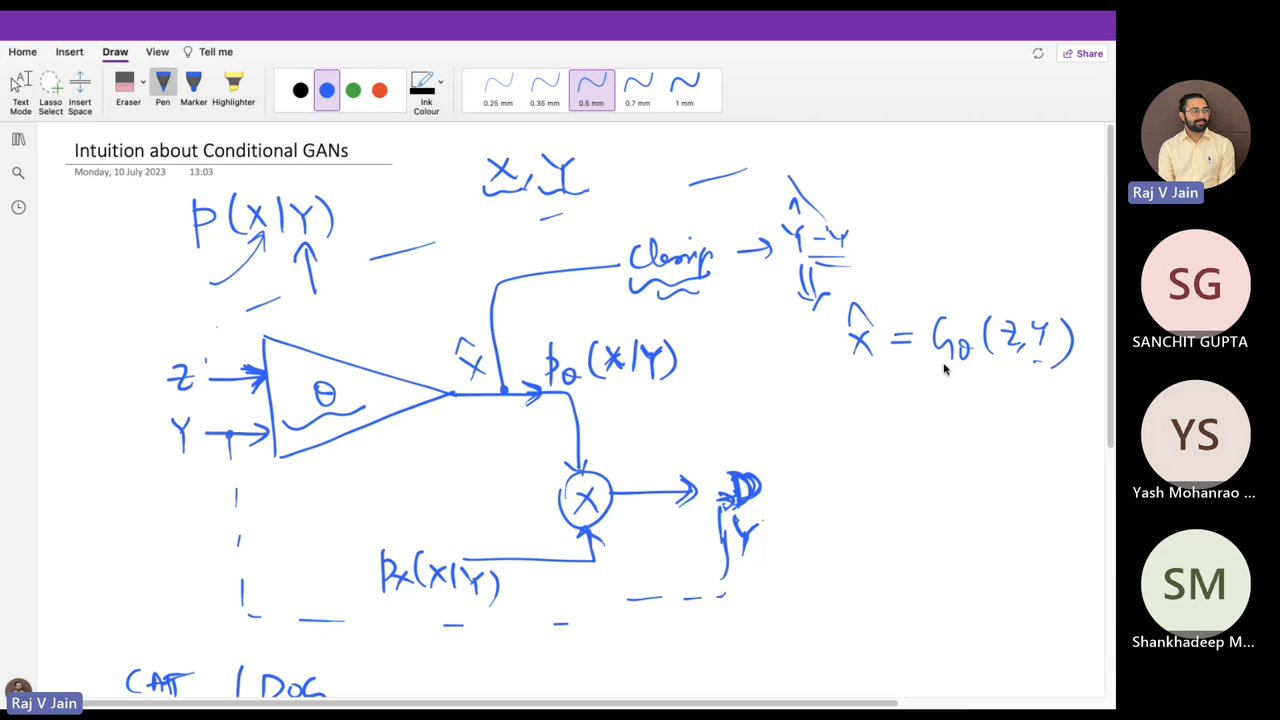 Home Insert Draw View Tell me
Share
Text Mode
Lasso Select
Insert Space
Eraser
Pen
Marker
Highlighter
Ink Colour
0.25 mm
0.35 mm
0.5 mm
0.7 mm
1 mm
Intuition about Conditional GANs
Monday, 10 July 2023 13:03
X, Y
p(X|Y)
Ŷ - Y
X̂ = Gθ(Z, Y)
X̂
pθ(X|Y)
Z
θ
Y
X
D
Y
px(X|Y)
CAT / DOG
Raj V Jain
Raj V Jain
SG
SANCHIT GUPTA
YS
Yash Mohanrao ...
SM
Shankhadeep M...